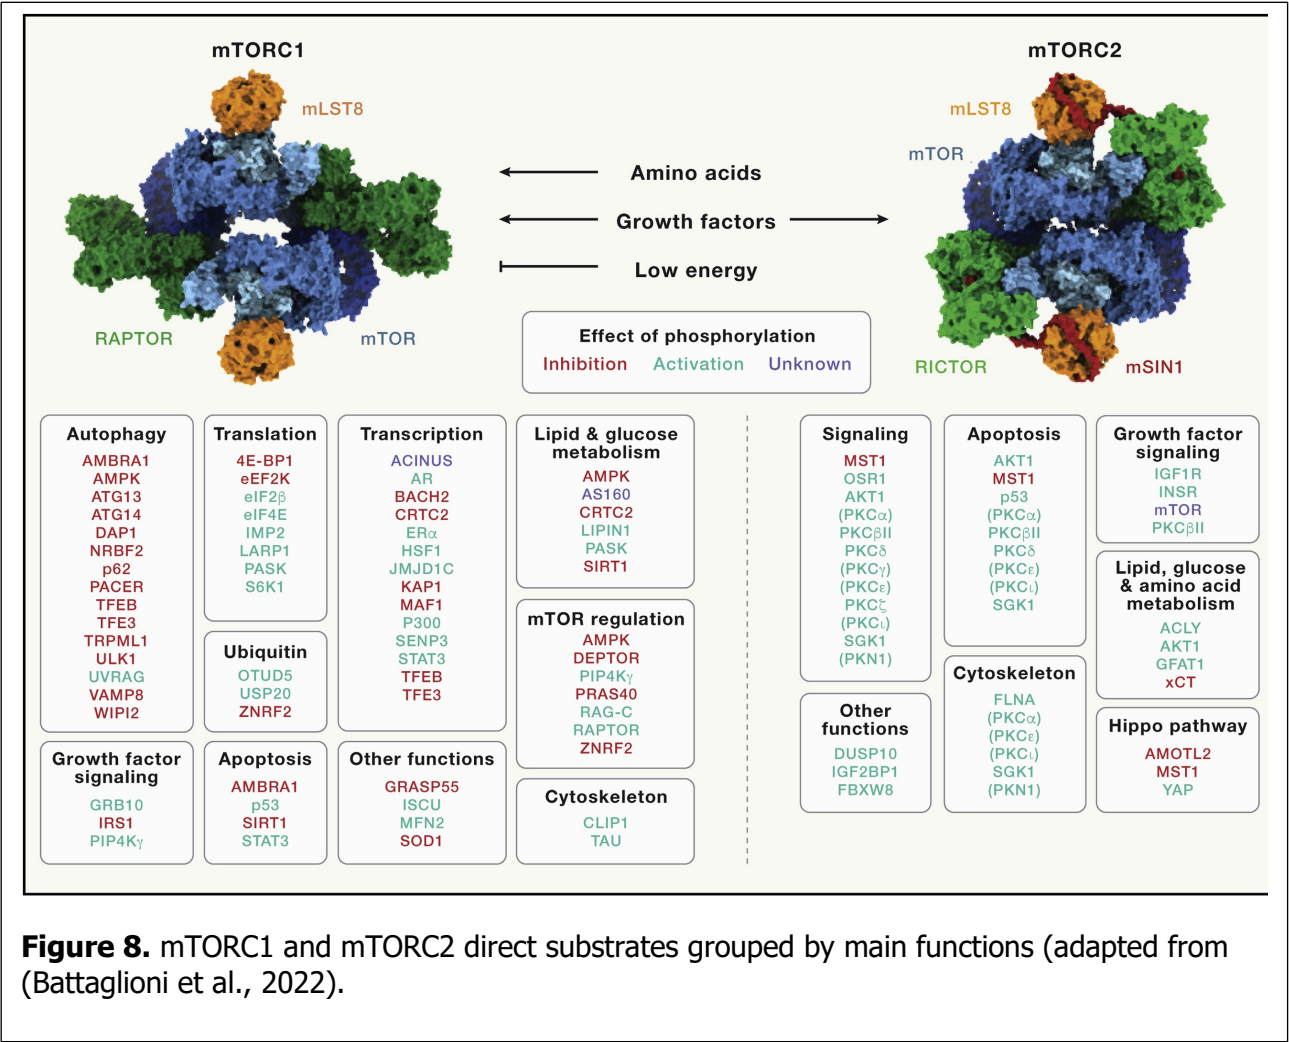 mTORC1
mLST8
RAPTOR
mTOR
Amino acids
Growth factors
Low energy
mTORC2
mLST8
mTOR
RICTOR
mSIN1
Effect of phosphorylation
Inhibition Activation Unknown
Autophagy
AMBRA1
AMPK
ATG13
ATG14
DAP1
NRBF2
p62
PACER
TFEB
TFE3
TRPML1
ULK1
UVRAG
VAMP8
WIPI2
Growth factor
signaling
GRB10
IRS1
PIP4Kγ
Translation
4E-BP1
eEF2K
eIF2β
eIF4E
IMP2
LARP1
PASK
S6K1
Ubiquitin
OTUD5
USP20
ZNRF2
Apoptosis
AMBRA1
p53
SIRT1
STAT3
Transcription
ACINUS
AR
BACH2
CRTC2
ERα
HSF1
JMJD1C
KAP1
MAF1
P300
SENP3
STAT3
TFEB
TFE3
Other functions
GRASP55
ISCU
MFN2
SOD1
Lipid & glucose
metabolism
AMPK
AS160
CRTC2
LIPIN1
PASK
SIRT1
mTOR regulation
AMPK
DEPTOR
PIP4Kγ
PRAS40
RAG-C
RAPTOR
ZNRF2
Cytoskeleton
CLIP1
TAU
Signaling
MST1
OSR1
AKT1
(PKCα)
PKCβII
PKCδ
(PKCγ)
(PKCε)
PKCζ
(PKCι)
SGK1
(PKN1)
Other
functions
DUSP10
IGF2BP1
FBXW8
Apoptosis
AKT1
MST1
p53
(PKCα)
PKCβII
PKCδ
(PKCε)
(PKCι)
SGK1
Cytoskeleton
FLNA
(PKCα)
(PKCε)
(PKCι)
SGK1
(PKN1)
Growth factor
signaling
IGF1R
INSR
mTOR
PKCβII
Lipid, glucose
& amino acid
metabolism
ACLY
AKT1
GFAT1
xCT
Hippo pathway
AMOTL2
MST1
YAP
Figure 8. mTORC1 and mTORC2 direct substrates grouped by main functions (adapted from
(Battaglioni et al., 2022).